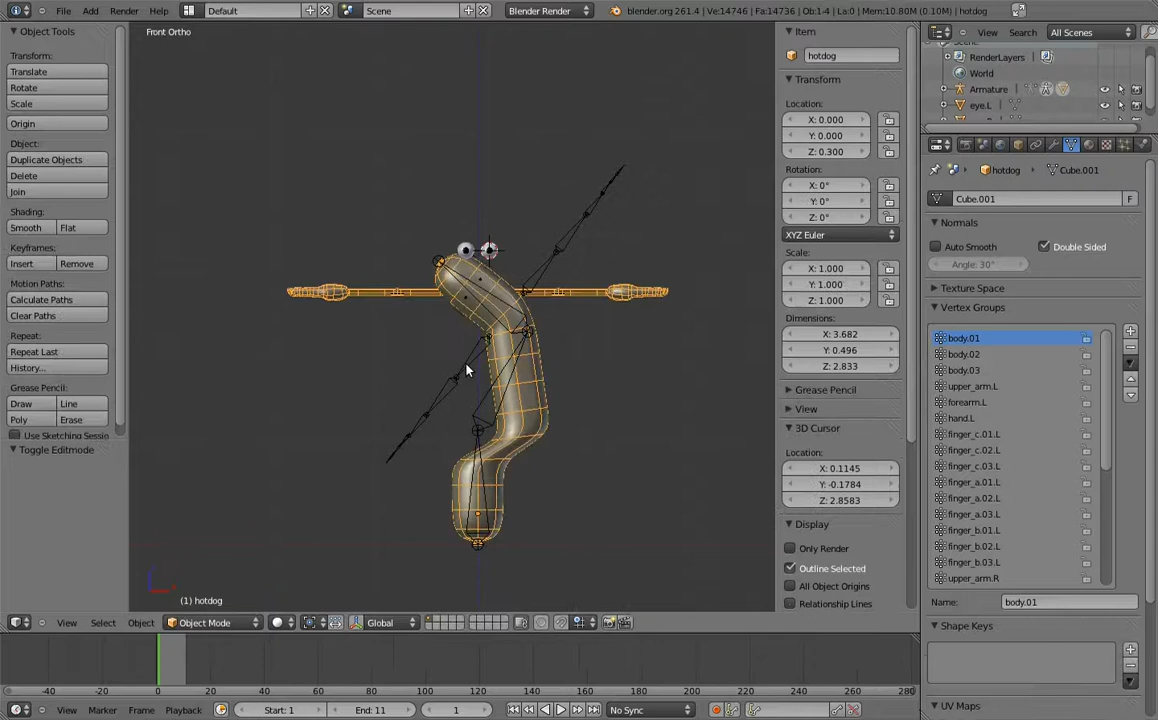 File Add Render Help Default Scene Blender Render blender.org 261.4 Ve:14746 | Fa:14736 | Ob:1-4 | La:0 | Mem:10.80M (0.10M) | hotdog
Object Tools
Transform:
Translate
Rotate
Scale
Origin
Object:
Duplicate Objects
Delete
Join
Shading:
Smooth Flat
Keyframes:
Insert Remove
Motion Paths:
Calculate Paths
Clear Paths
Repeat:
Repeat Last
History...
Grease Pencil:
Draw Line
Poly Erase
Use Sketching Sessio
Toggle Editmode
Front Ortho
(1) hotdog
View Select Object Object Mode Global
Item
hotdog
Transform
Location:
X: 0.000
Y: 0.000
Z: 0.300
Rotation:
X: 0°
Y: 0°
Z: 0°
XYZ Euler
Scale:
X: 1.000
Y: 1.000
Z: 1.000
Dimensions:
X: 3.682
Y: 0.496
Z: 2.833
Grease Pencil
View
3D Cursor
Location:
X: 0.1145
Y: -0.1784
Z: 2.8583
Display
Only Render
Outline Selected
All Object Origins
Relationship Lines
View Search All Scenes
RenderLayers
World
Armature
eye.L
hotdog Cube.001
Cube.001 F
Normals
Auto Smooth Double Sided
Angle: 30°
Texture Space
Vertex Groups
body.01
body.02
body.03
upper_arm.L
forearm.L
hand.L
finger_c.01.L
finger_c.02.L
finger_c.03.L
finger_a.01.L
finger_a.02.L
finger_a.03.L
finger_b.01.L
finger_b.02.L
finger_b.03.L
upper_arm.R
Name: body.01
Shape Keys
UV Maps
-40 -20 0 20 40 60 80 100 120 140 160 180 200 220 240 260 280
View Marker Frame Playback Start: 1 End: 11 1 No Sync